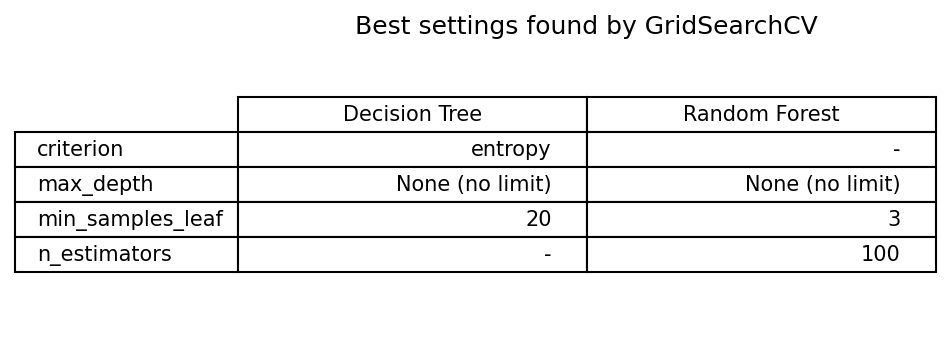 Best settings found by GridSearchCV
Decision Tree Random Forest
criterion entropy -
max_depth None (no limit) None (no limit)
min_samples_leaf 20 3
n_estimators - 100